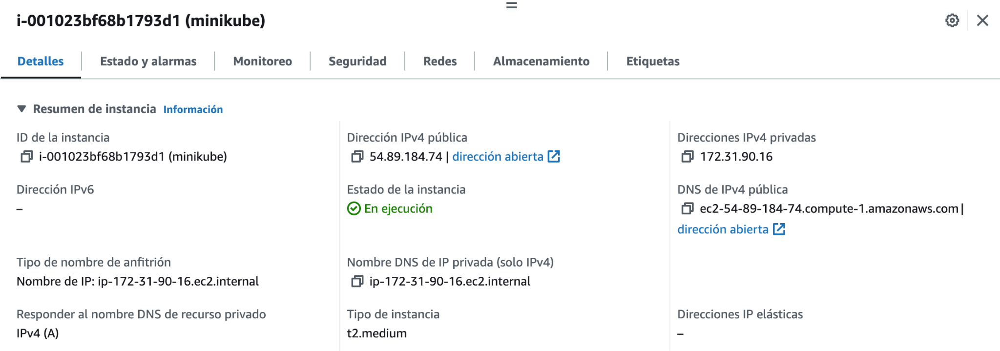 i-001023bf68b1793d1 (minikube)
Detalles
Estado y alarmas
Monitoreo
Seguridad
Redes
Almacenamiento
Etiquetas
Resumen de instancia Información
ID de la instancia
i-001023bf68b1793d1 (minikube)
Dirección IPv4 pública
54.89.184.74 | dirección abierta
Direcciones IPv4 privadas
172.31.90.16
Dirección IPv6
–
Estado de la instancia
En ejecución
DNS de IPv4 pública
ec2-54-89-184-74.compute-1.amazonaws.com |
dirección abierta
Tipo de nombre de anfitrión
Nombre de IP: ip-172-31-90-16.ec2.internal
Nombre DNS de IP privada (solo IPv4)
ip-172-31-90-16.ec2.internal
Responder al nombre DNS de recurso privado
IPv4 (A)
Tipo de instancia
t2.medium
Direcciones IP elásticas
–